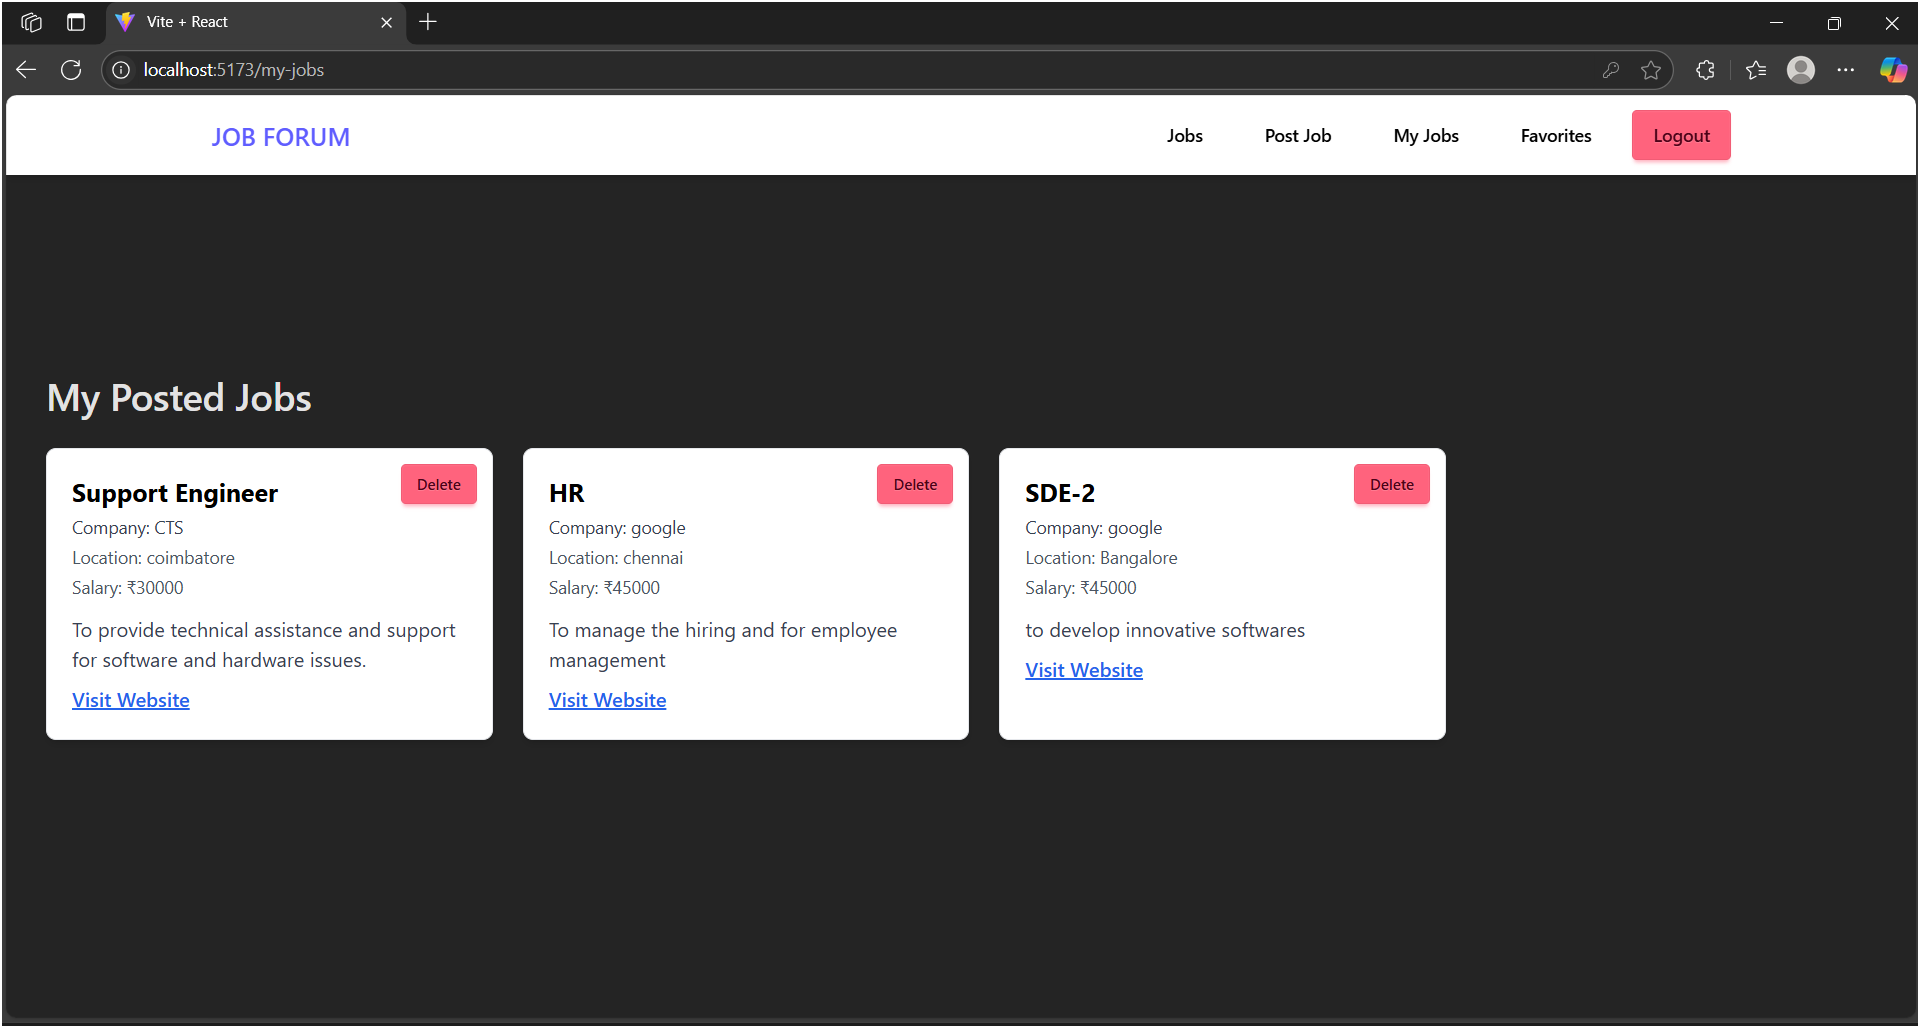 Vite + React
localhost:5173/my-jobs
JOB FORUM
Jobs
Post Job
My Jobs
Favorites
Logout
My Posted Jobs
Support Engineer
Delete
Company: CTS
Location: coimbatore
Salary: ₹30000
To provide technical assistance and support
for software and hardware issues.
Visit Website
HR
Delete
Company: google
Location: chennai
Salary: ₹45000
To manage the hiring and for employee
management
Visit Website
SDE-2
Delete
Company: google
Location: Bangalore
Salary: ₹45000
to develop innovative softwares
Visit Website